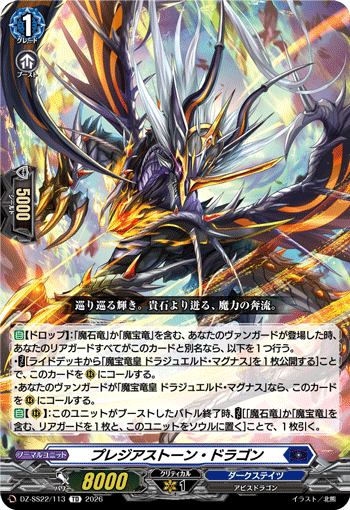 1
グレード
ブースト
シールド
5000
巡り巡る輝き。貴石より迸る、魔力の奔流。
自【ドロップ】:「魔石竜」か「魔宝竜」を含む、あなたのヴァンガードが登場した時、
あなたのリアガードすべてがこのカードと別名なら、以下を1つ行う。
・【ライドデッキから「魔宝竜皇 ドラジュエルド・マグナス」を1枚公開する】こと
で、このカードを Rにコールする。
・あなたのヴァンガードが「魔宝竜皇 ドラジュエルド・マグナス」なら、このカード
を Rにコールする。
自【R】:このユニットがブーストしたバトル終了時、【「魔石竜」か「魔宝竜」を含
む、リアガードを1枚と、このユニットをソウルに置く】ことで、1枚引く。
ノーマルユニット
プレジアストーン・ドラゴン
パワー
8000
クリティカル
1
ダークステイツ
アビスドラゴン
DZ-SS22/113 TD 2026
イラスト/北熊